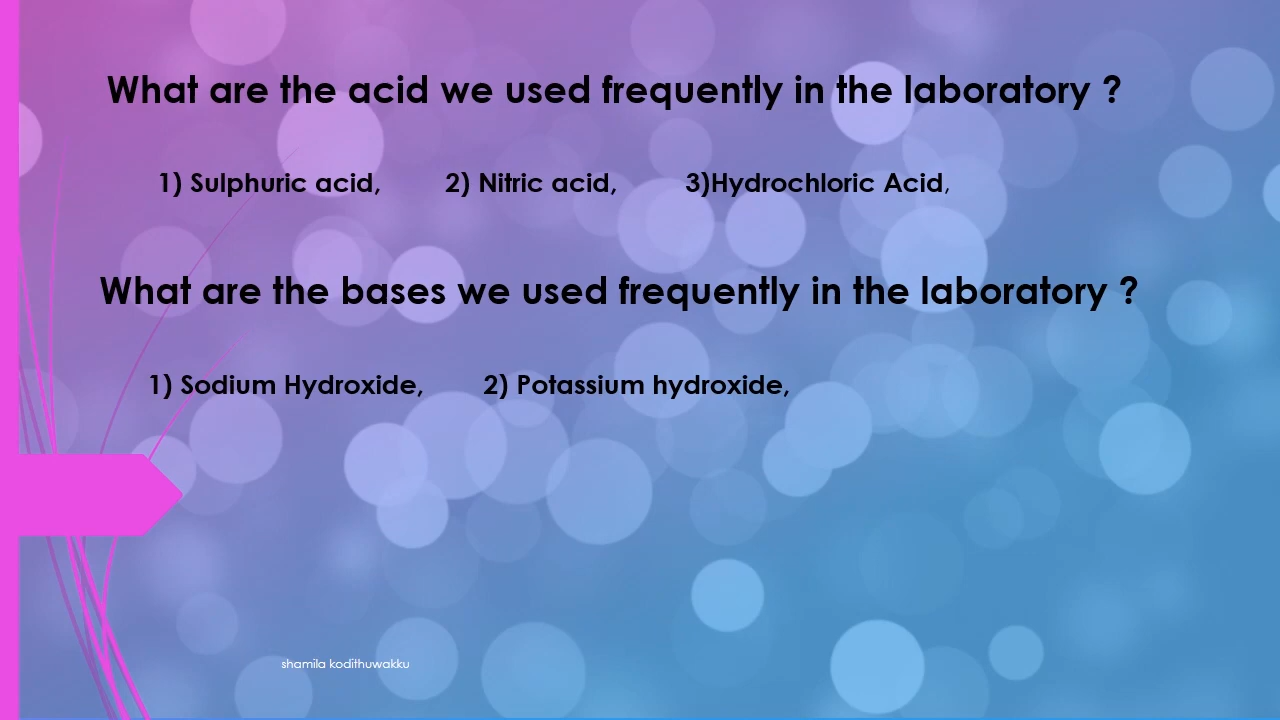 What are the acid we used frequently in the laboratory ?
1) Sulphuric acid, 2) Nitric acid, 3)Hydrochloric Acid,
What are the bases we used frequently in the laboratory ?
1) Sodium Hydroxide, 2) Potassium hydroxide,
shamila kodithuwakku